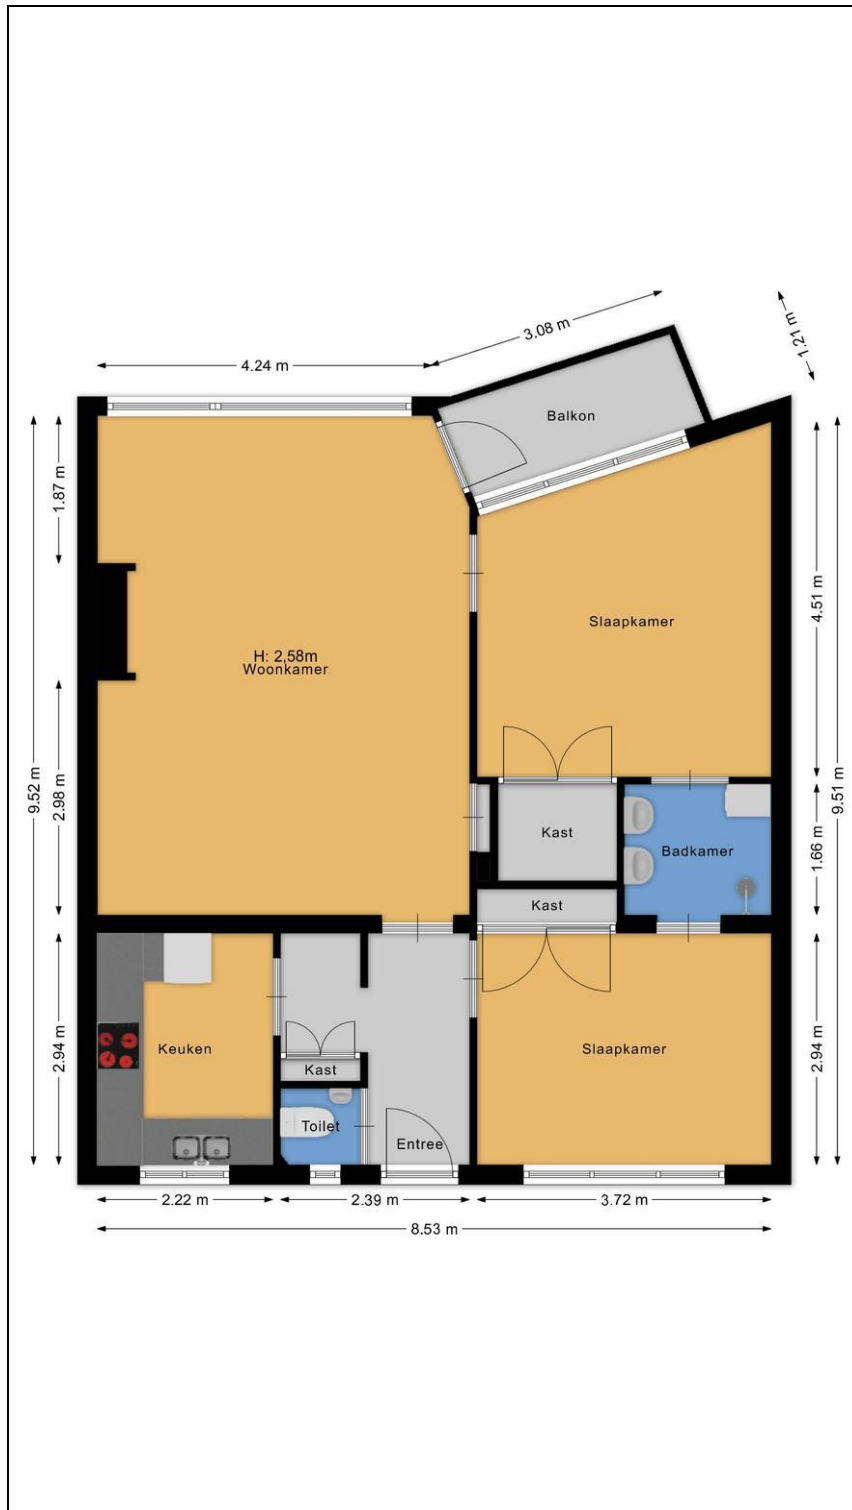 3.08 m
1.21 m
4.24 m
Balkon
1.87 m
4.51 m
Slaapkamer
H: 2,58m
Woonkamer
9.52 m
2.98 m
9.51 m
Kast
Badkamer
1.66 m
Kast
2.94 m
Keuken
Slaapkamer
2.94 m
Kast
Toilet
Entree
2.22 m
2.39 m
3.72 m
8.53 m